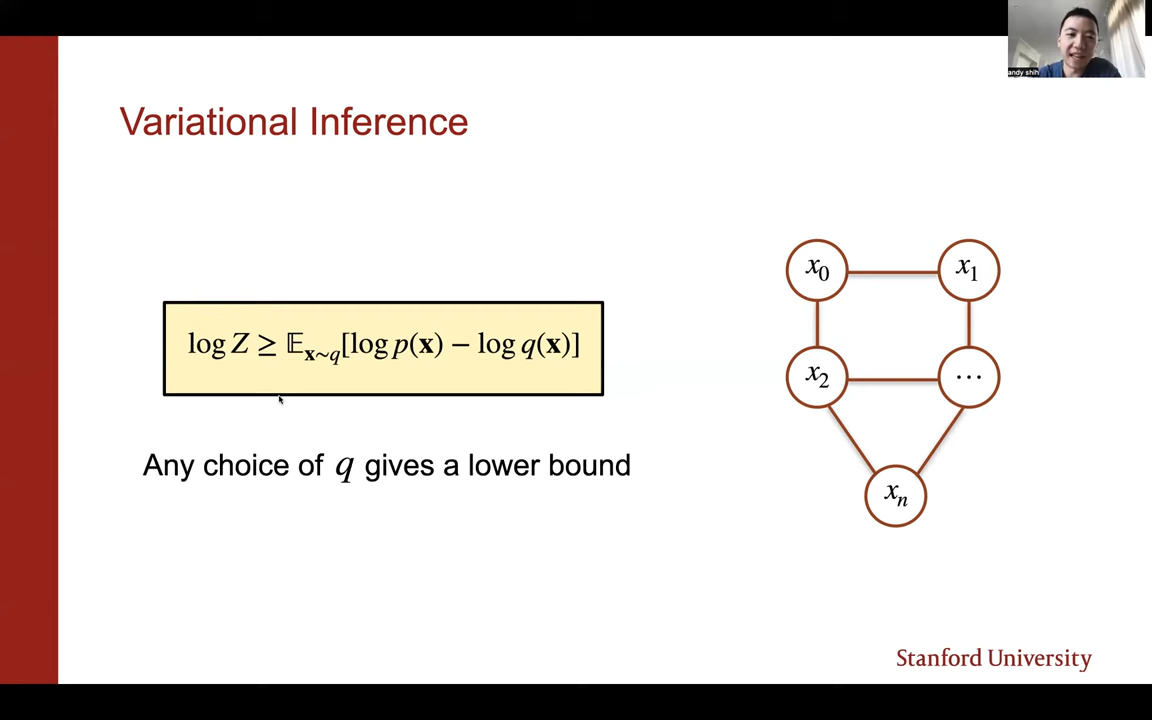 andy shih
Variational Inference
log Z ≥ 𝔼x∼q[log p(x) − log q(x)]
Any choice of q gives a lower bound
x0
x1
x2
...
xn
Stanford University